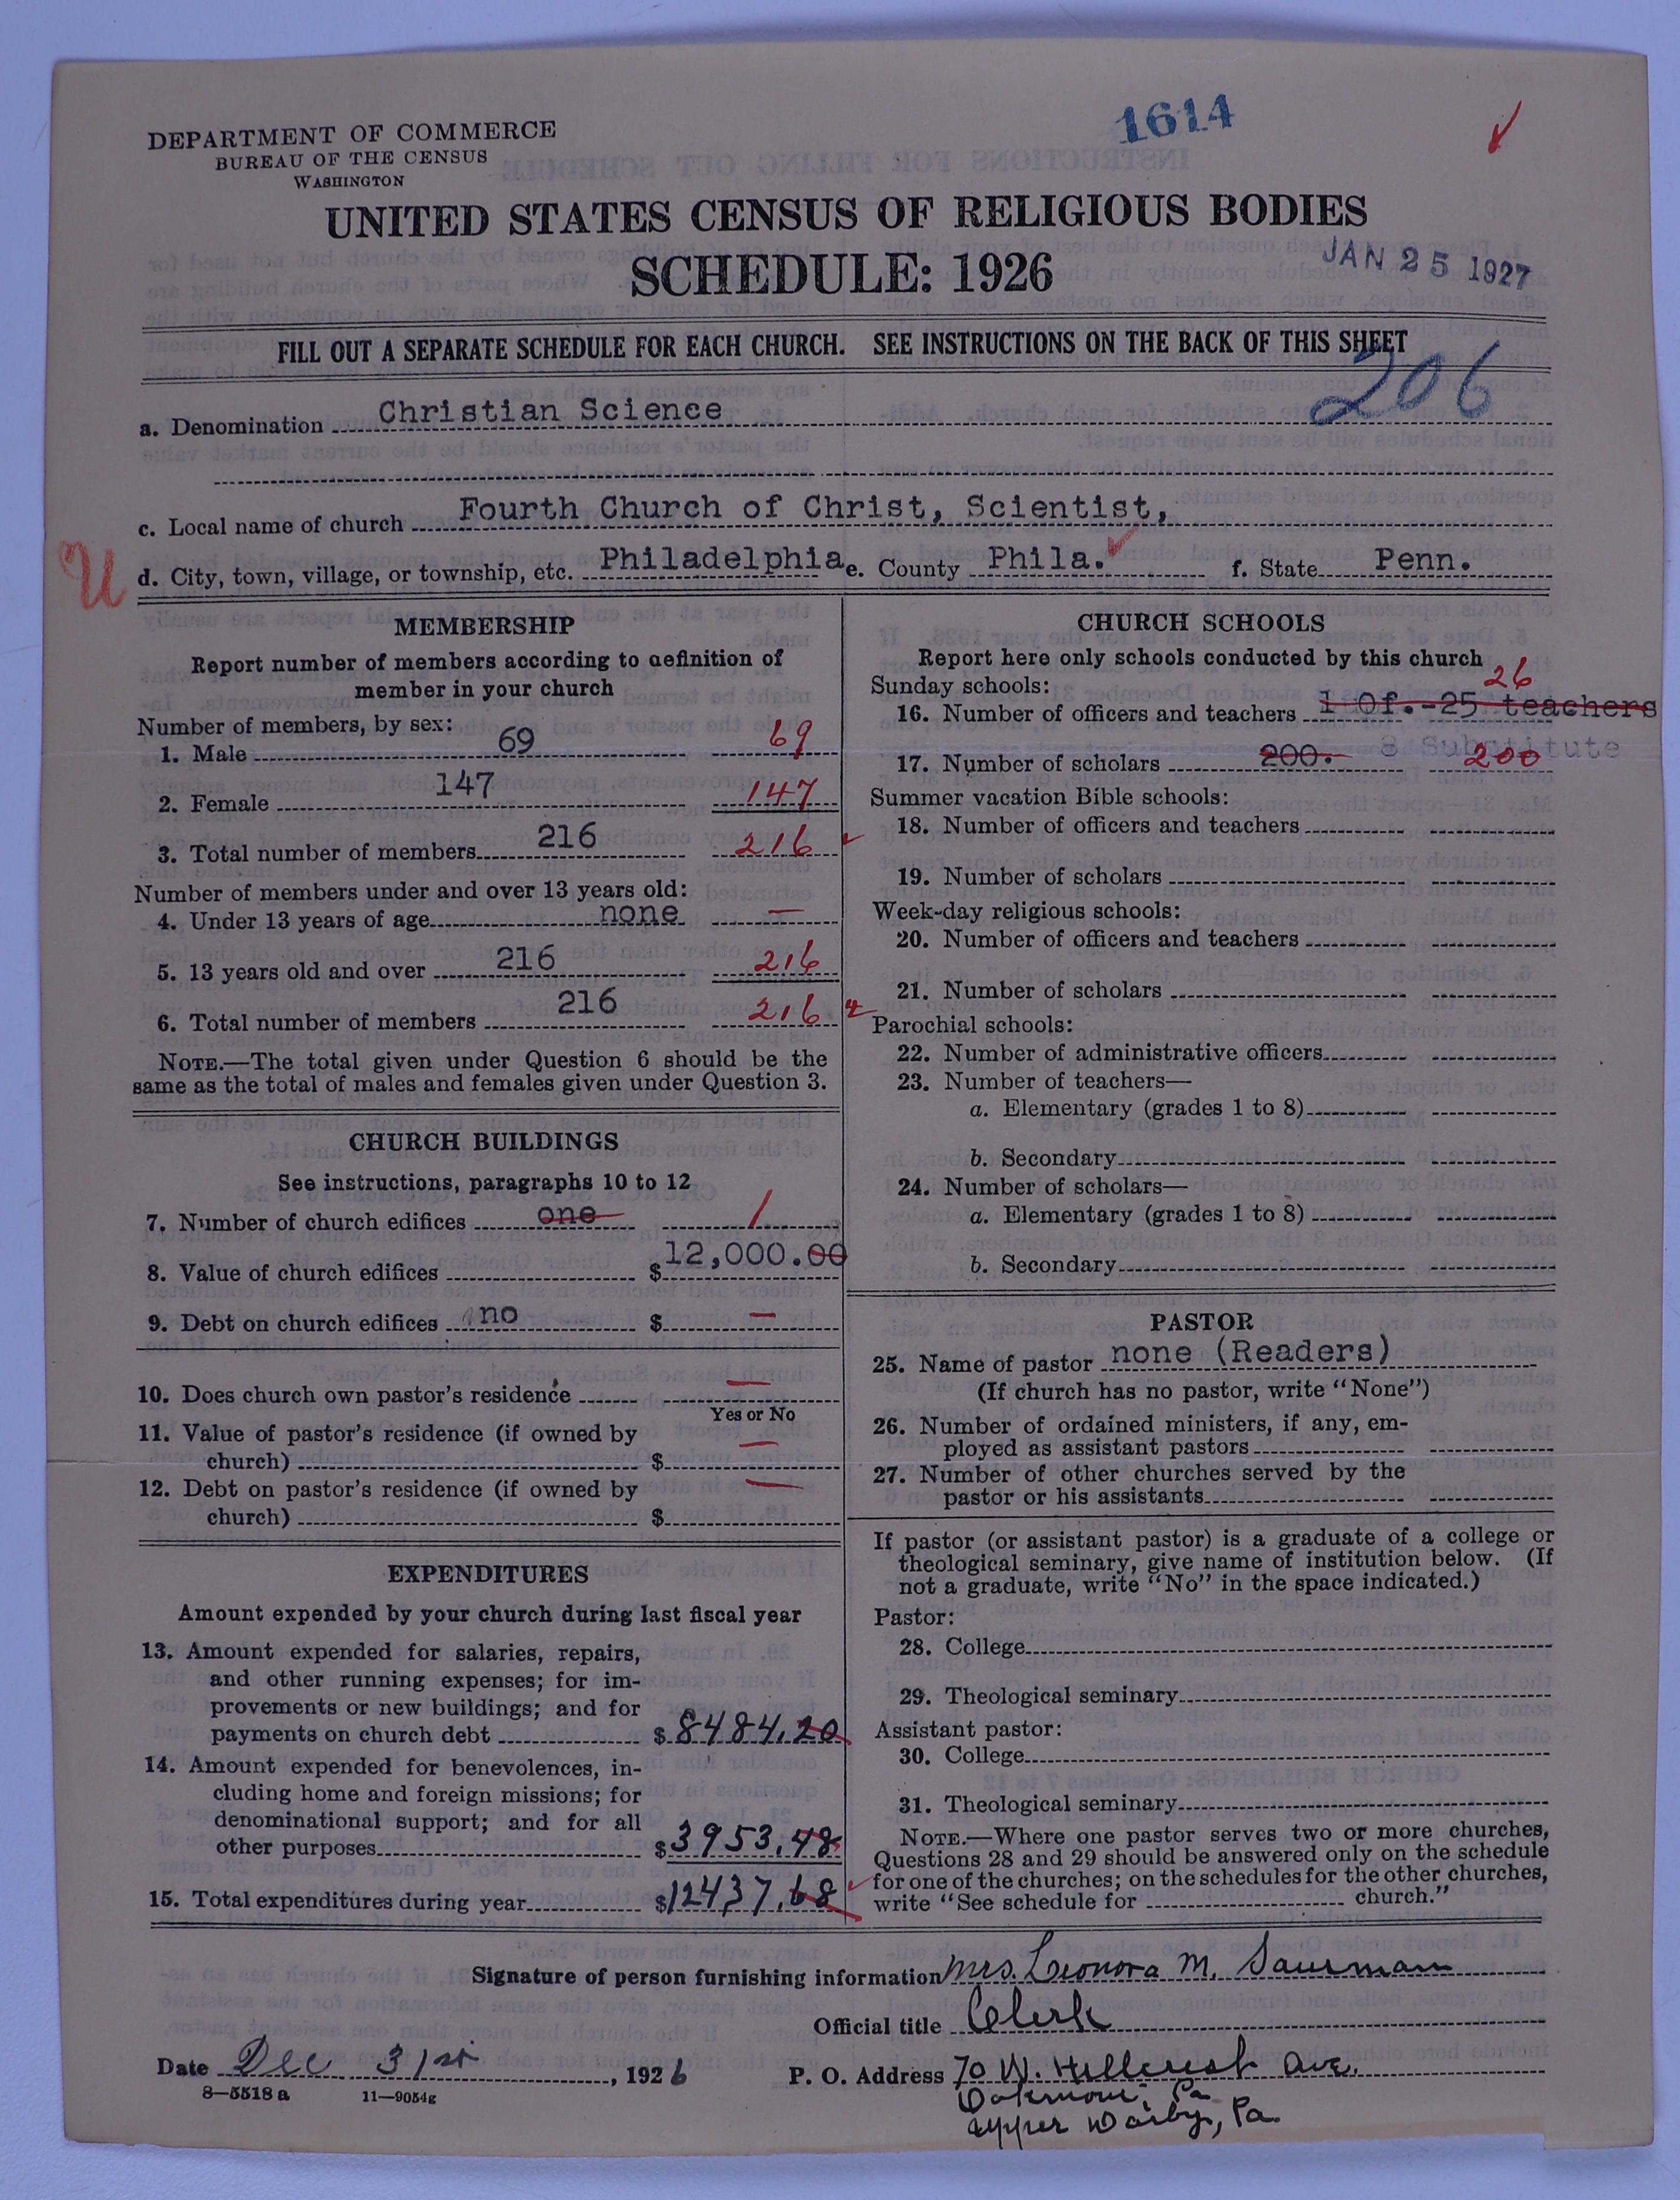 1614
DEPARTMENT OF COMMERCE
BUREAU OF THE CENSUS
WASHINGTON
UNITED STATES CENSUS OF RELIGIOUS BODIES
SCHEDULE: 1926
JAN 25 1927
FILL OUT A SEPARATE SCHEDULE FOR EACH CHURCH. SEE INSTRUCTIONS ON THE BACK OF THIS SHEET
206
a. Denomination Christian Science
c. Local name of church Fourth Church of Christ, Scientist,
U
d. City, town, village, or township, etc. Philadelphia e. County Phila. f. State Penn.
MEMBERSHIP
Report number of members according to definition of
member in your church
Number of members, by sex:
1. Male 69 69
2. Female 147 147
3. Total number of members 216 216
Number of members under and over 13 years old:
4. Under 13 years of age none —
5. 13 years old and over 216 216
6. Total number of members 216 216
NOTE.—The total given under Question 6 should be the
same as the total of males and females given under Question 3.
CHURCH BUILDINGS
See instructions, paragraphs 10 to 12
7. Number of church edifices one 1
8. Value of church edifices $ 12,000.00
9. Debt on church edifices no $ —
10. Does church own pastor's residence —
Yes or No
11. Value of pastor's residence (if owned by
church) $ —
12. Debt on pastor's residence (if owned by
church) $ —
EXPENDITURES
Amount expended by your church during last fiscal year
13. Amount expended for salaries, repairs,
and other running expenses; for im-
provements or new buildings; and for
payments on church debt $ 8484.20
14. Amount expended for benevolences, in-
cluding home and foreign missions; for
denominational support; and for all
other purposes $ 3953.48
15. Total expenditures during year $ 12437.68
CHURCH SCHOOLS
Report here only schools conducted by this church
Sunday schools: 26
16. Number of officers and teachers 1 Of.-25 teachers
8 Substitute
17. Number of scholars 200. 200
Summer vacation Bible schools:
18. Number of officers and teachers
19. Number of scholars
Week-day religious schools:
20. Number of officers and teachers
21. Number of scholars
Parochial schools:
22. Number of administrative officers
23. Number of teachers—
a. Elementary (grades 1 to 8)
b. Secondary
24. Number of scholars—
a. Elementary (grades 1 to 8)
b. Secondary
PASTOR
25. Name of pastor none (Readers)
(If church has no pastor, write "None")
26. Number of ordained ministers, if any, em-
ployed as assistant pastors
27. Number of other churches served by the
pastor or his assistants
If pastor (or assistant pastor) is a graduate of a college or
theological seminary, give name of institution below. (If
not a graduate, write "No" in the space indicated.)
Pastor:
28. College
29. Theological seminary
Assistant pastor:
30. College
31. Theological seminary
NOTE.—Where one pastor serves two or more churches,
Questions 28 and 29 should be answered only on the schedule
for one of the churches; on the schedules for the other churches,
write "See schedule for church."
Signature of person furnishing information Mrs. Leonora M. Saurman
Official title Clerk
Date Dec 31st, 1926 P. O. Address 70 W. Hillcrest Ave.
8—5518a 11—9054g
Pa
Upper Darby, Pa.